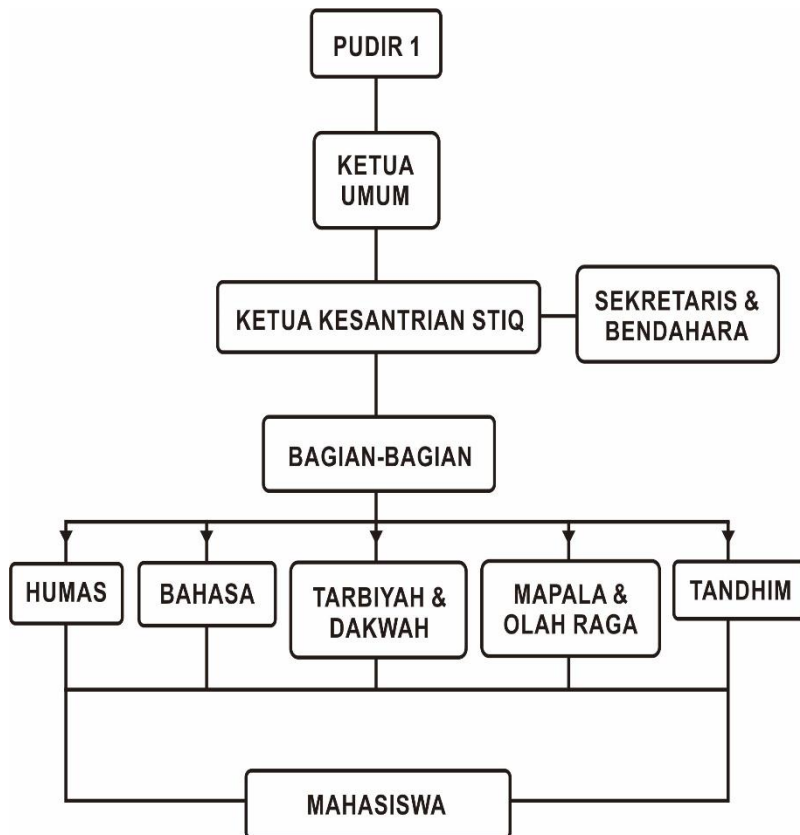 PUDIR 1
KETUA
UMUM
KETUA KESANTRIAN STIQ
SEKRETARIS &
BENDAHARA
BAGIAN-BAGIAN
HUMAS
BAHASA
TARBIYAH &
DAKWAH
MAPALA &
OLAH RAGA
TANDHIM
MAHASISWA